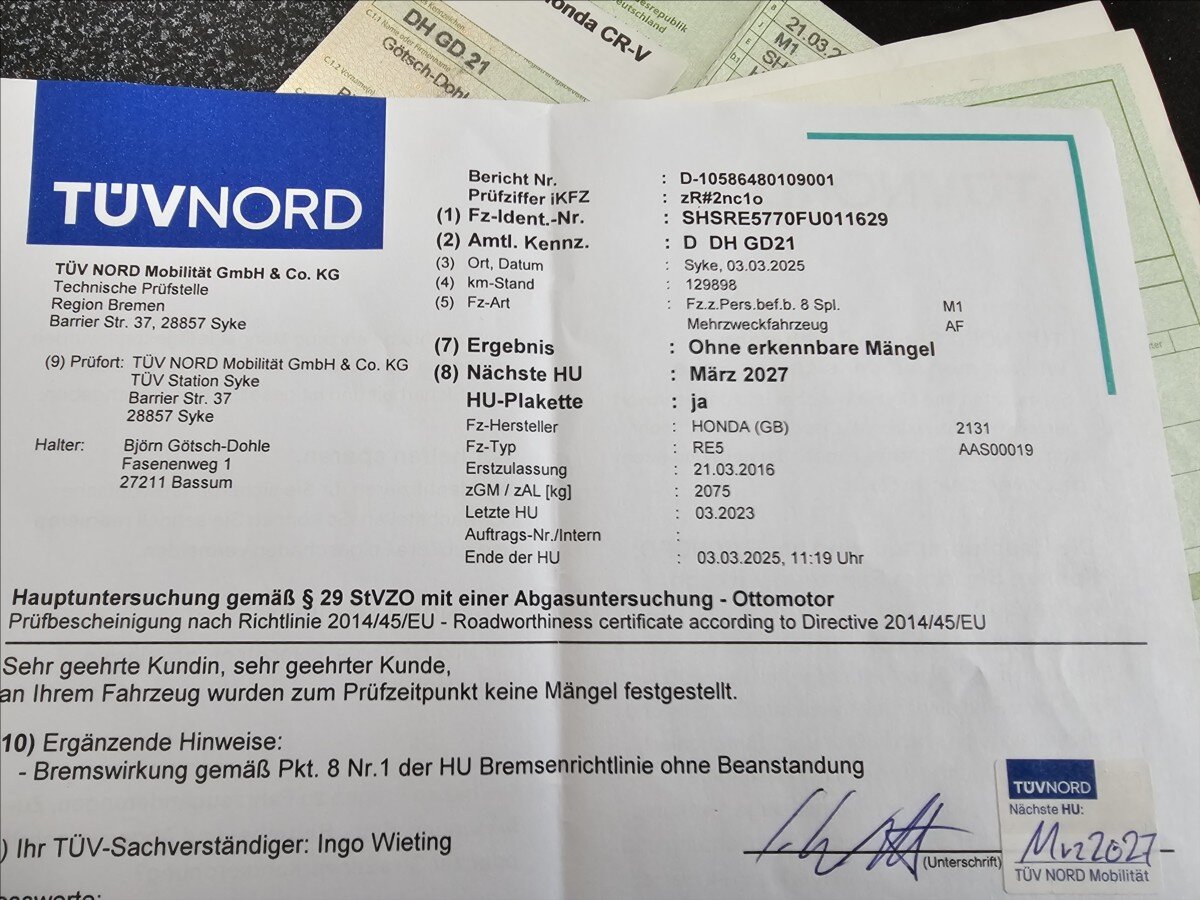 DH GD 21
Götsch-Dohl
Honda CR-V
21.03.2
M1
SH
TÜVNORD
TÜV NORD Mobilität GmbH & Co. KG
Technische Prüfstelle
Region Bremen
Barrier Str. 37, 28857 Syke
(9) Prüfort: TÜV NORD Mobilität GmbH & Co. KG
TÜV Station Syke
Barrier Str. 37
28857 Syke
Halter: Björn Götsch-Dohle
Fasenenweg 1
27211 Bassum
Bericht Nr. : D-10586480109001
Prüfziffer iKFZ : zR#2nc1o
(1) Fz-Ident.-Nr. : SHSRE5770FU011629
(2) Amtl. Kennz. : D DH GD21
(3) Ort, Datum : Syke, 03.03.2025
(4) km-Stand : 129898
(5) Fz-Art : Fz.z.Pers.bef.b. 8 Spl. M1
Mehrzweckfahrzeug AF
(7) Ergebnis : Ohne erkennbare Mängel
(8) Nächste HU : März 2027
HU-Plakette : ja
Fz-Hersteller : HONDA (GB) 2131
Fz-Typ : RE5 AAS00019
Erstzulassung : 21.03.2016
zGM / zAL [kg] : 2075
Letzte HU : 03.2023
Auftrags-Nr./Intern :
Ende der HU : 03.03.2025, 11:19 Uhr
Hauptuntersuchung gemäß § 29 StVZO mit einer Abgasuntersuchung - Ottomotor
Prüfbescheinigung nach Richtlinie 2014/45/EU - Roadworthiness certificate according to Directive 2014/45/EU
Sehr geehrte Kundin, sehr geehrter Kunde,
an Ihrem Fahrzeug wurden zum Prüfzeitpunkt keine Mängel festgestellt.
10) Ergänzende Hinweise:
- Bremswirkung gemäß Pkt. 8 Nr.1 der HU Bremsenrichtlinie ohne Beanstandung
) Ihr TÜV-Sachverständiger: Ingo Wieting
(Unterschrift)
TÜVNORD
Nächste HU:
Mrz 2027
TÜV NORD Mobilität